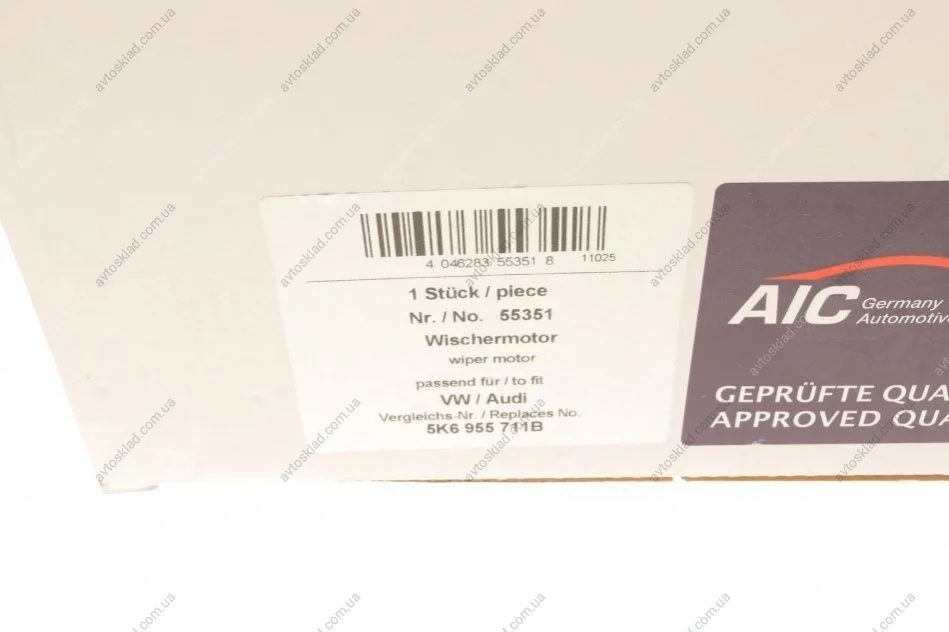 4 046283 55351 8 11025
1 Stück / piece
Nr. / No. 55351
Wischermotor
wiper motor
passend für / to fit
VW / Audi
Vergleichs-Nr. / Replaces No.
5K6 955 711B
AIC Germany
Automotive
GEPRÜFTE QUA
APPROVED QUA
avtosklad.com.ua